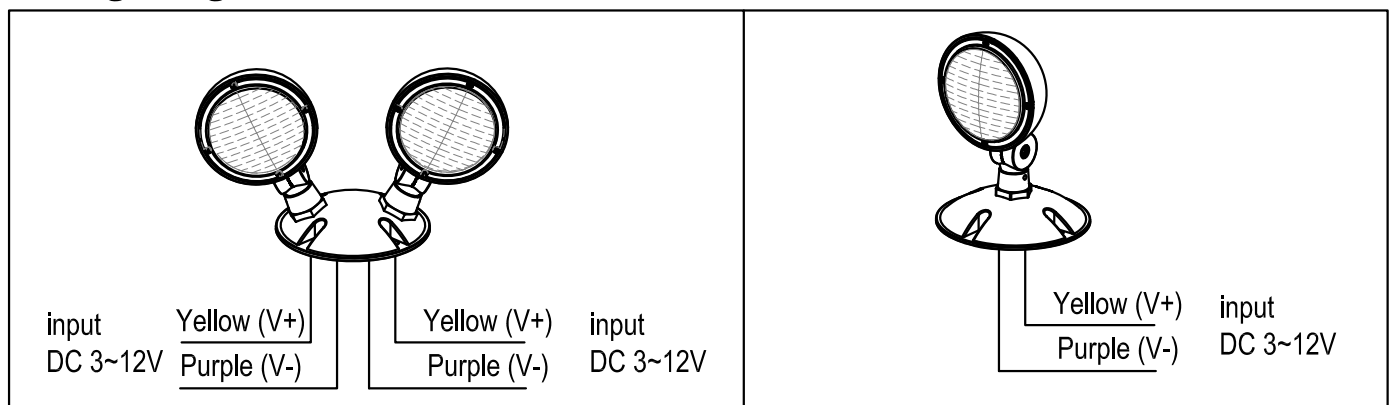 Yellow (V+)
input
DC 3~12V
Purple (V-)
Yellow (V+)
input
DC 3~12V
Purple (V-)
Yellow (V+)
input
DC 3~12V
Purple (V-)